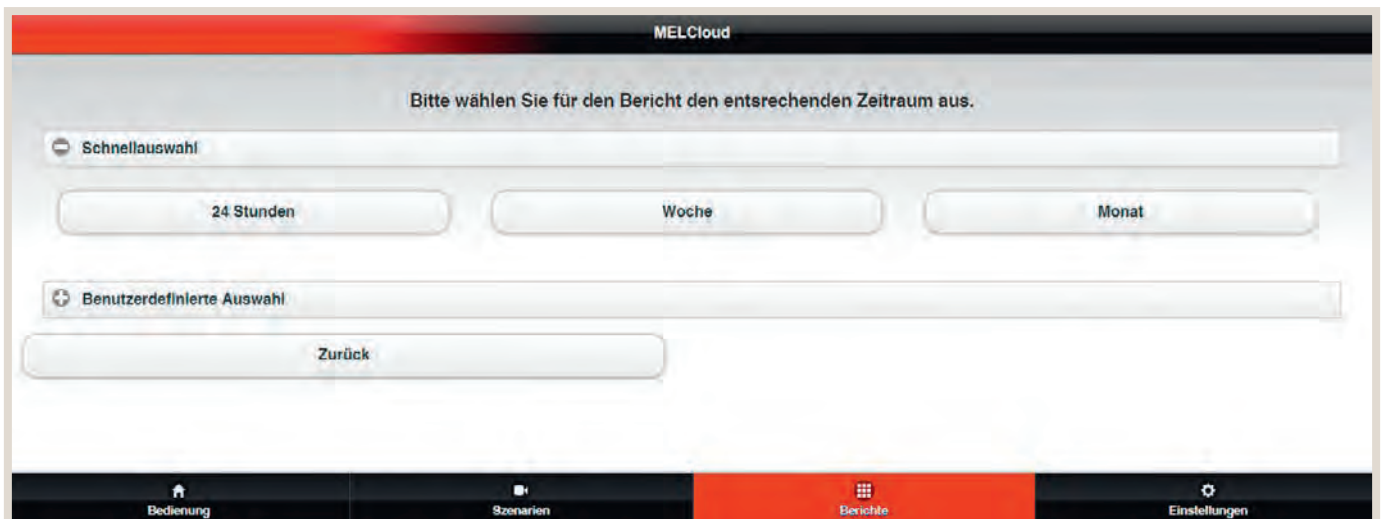 MELCloud
Bitte wählen Sie für den Bericht den entsrechenden Zeitraum aus.
Schnellauswahl
24 Stunden
Woche
Monat
Benutzerdefinierte Auswahl
Zurück
Bedienung
Szenarien
Berichte
Einstellungen